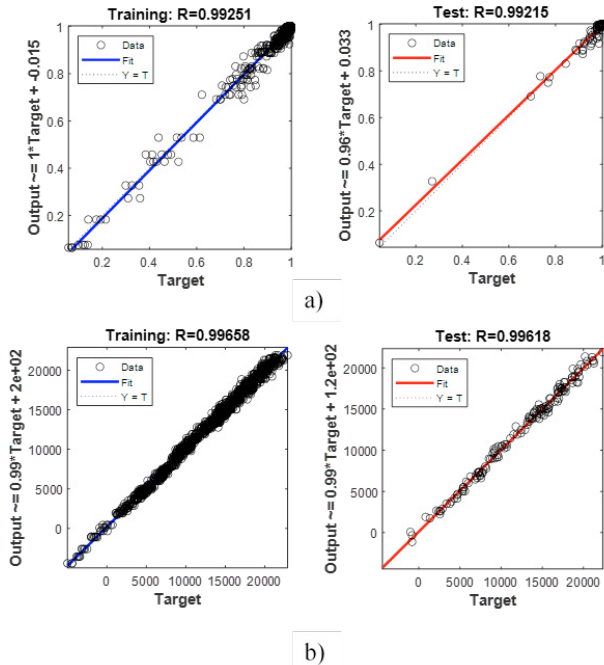 Training: R=0.99251
Output ~= 1*Target + -0.015
1
0.8
0.6
0.4
0.2
Data
Fit
Y = T
0.2
0.4
0.6
0.8
1
Target
Test: R=0.99215
Output ~= 0.96*Target + 0.033
1
0.8
0.6
0.4
0.2
Data
Fit
Y = T
0.2
0.4
0.6
0.8
1
Target
a)
Training: R=0.99658
Output ~= 0.99*Target + 2e+02
20000
15000
10000
5000
0
Data
Fit
Y = T
0
5000
10000
15000
20000
Target
Test: R=0.99618
Output ~= 0.99*Target + 1.2e+02
20000
15000
10000
5000
0
Data
Fit
Y = T
0
5000
10000
15000
20000
Target
b)